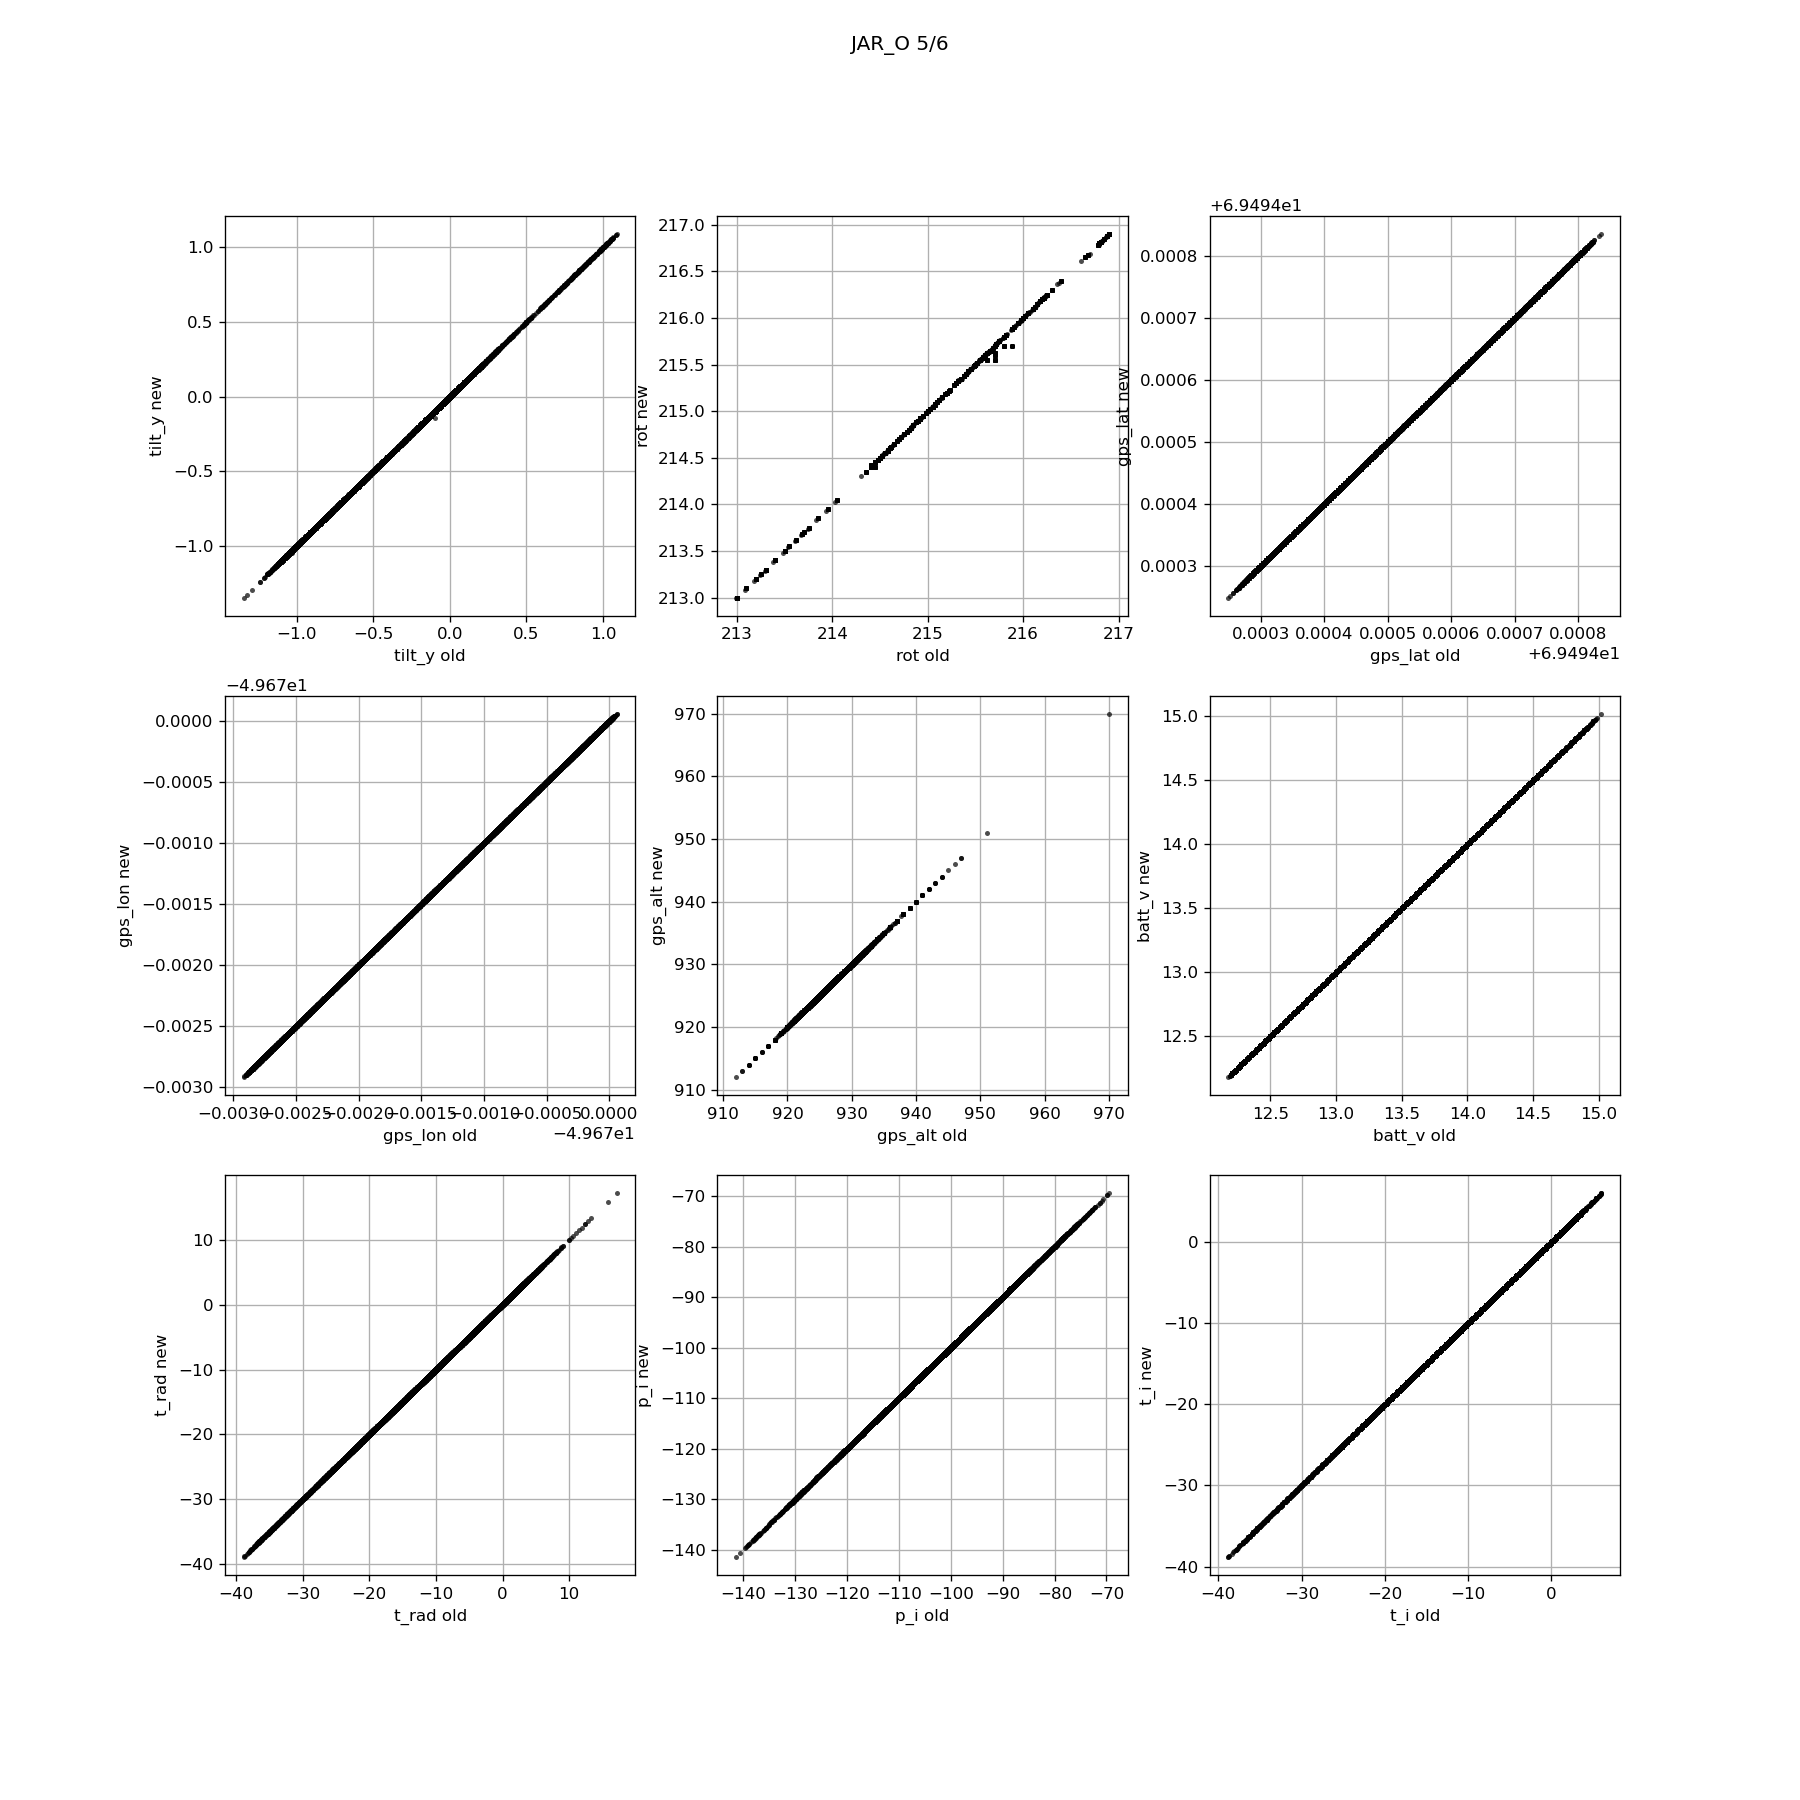 JAR_O 5/6
1.0
0.5
0.0
−0.5
−1.0
tilt_y new
−1.0 −0.5 0.0 0.5 1.0
tilt_y old
217.0
216.5
216.0
215.5
215.0
214.5
214.0
213.5
213.0
rot new
213 214 215 216 217
rot old
+6.9494e1
0.0008
0.0007
0.0006
0.0005
0.0004
0.0003
gps_lat new
0.0003 0.0004 0.0005 0.0006 0.0007 0.0008
gps_lat old
+6.9494e1
−4.967e1
0.0000
−0.0005
−0.0010
−0.0015
−0.0020
−0.0025
−0.0030
gps_lon new
−0.0030 −0.0025 −0.0020 −0.0015 −0.0010 −0.0005 0.0000
gps_lon old
−4.967e1
970
960
950
940
930
920
910
gps_alt new
910 920 930 940 950 960 970
gps_alt old
15.0
14.5
14.0
13.5
13.0
12.5
batt_v new
12.5 13.0 13.5 14.0 14.5 15.0
batt_v old
10
0
−10
−20
−30
−40
t_rad new
−40 −30 −20 −10 0 10
t_rad old
−70
−80
−90
−100
−110
−120
−130
−140
p_i new
−140 −130 −120 −110 −100 −90 −80 −70
p_i old
0
−10
−20
−30
−40
t_i new
−40 −30 −20 −10 0
t_i old